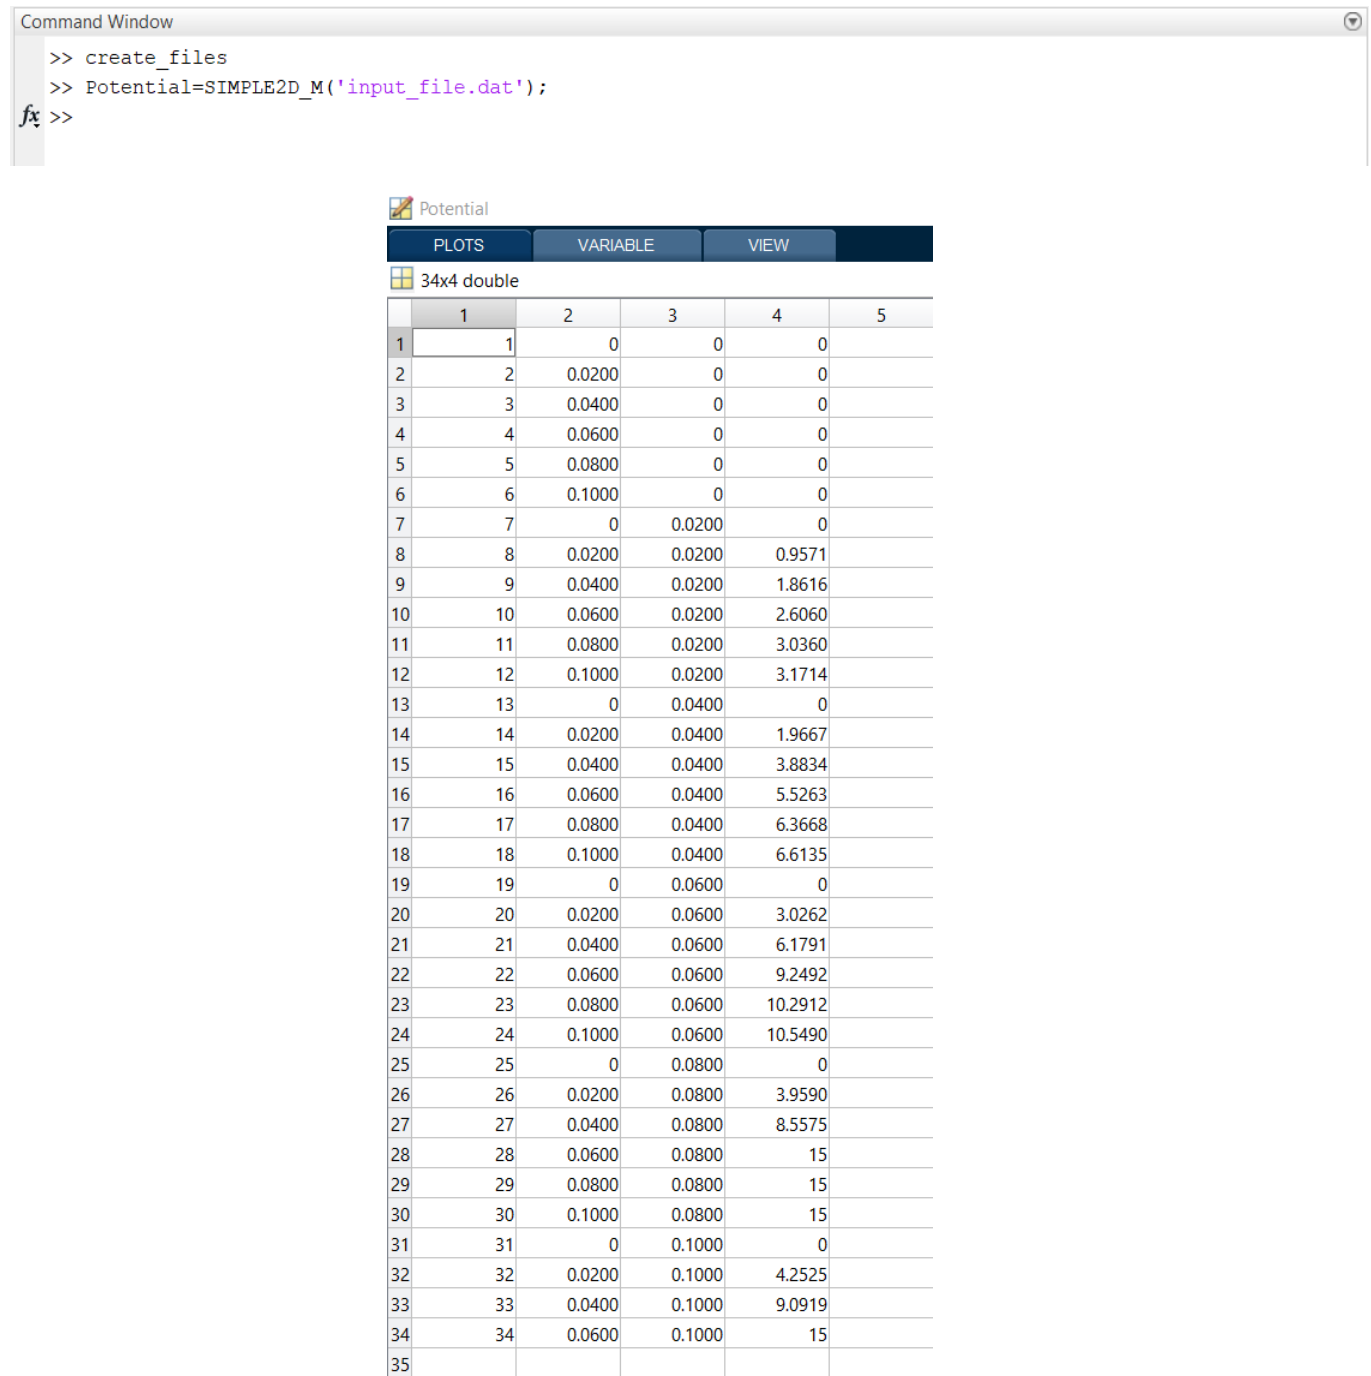 Command Window
>> create_files
>> Potential=SIMPLE2D_M('input_file.dat');
fx >>
Potential
PLOTS VARIABLE VIEW
34x4 double
1 2 3 4 5
1 1 0 0 0
2 2 0.0200 0 0
3 3 0.0400 0 0
4 4 0.0600 0 0
5 5 0.0800 0 0
6 6 0.1000 0 0
7 7 0 0.0200 0
8 8 0.0200 0.0200 0.9571
9 9 0.0400 0.0200 1.8616
10 10 0.0600 0.0200 2.6060
11 11 0.0800 0.0200 3.0360
12 12 0.1000 0.0200 3.1714
13 13 0 0.0400 0
14 14 0.0200 0.0400 1.9667
15 15 0.0400 0.0400 3.8834
16 16 0.0600 0.0400 5.5263
17 17 0.0800 0.0400 6.3668
18 18 0.1000 0.0400 6.6135
19 19 0 0.0600 0
20 20 0.0200 0.0600 3.0262
21 21 0.0400 0.0600 6.1791
22 22 0.0600 0.0600 9.2492
23 23 0.0800 0.0600 10.2912
24 24 0.1000 0.0600 10.5490
25 25 0 0.0800 0
26 26 0.0200 0.0800 3.9590
27 27 0.0400 0.0800 8.5575
28 28 0.0600 0.0800 15
29 29 0.0800 0.0800 15
30 30 0.1000 0.0800 15
31 31 0 0.1000 0
32 32 0.0200 0.1000 4.2525
33 33 0.0400 0.1000 9.0919
34 34 0.0600 0.1000 15
35